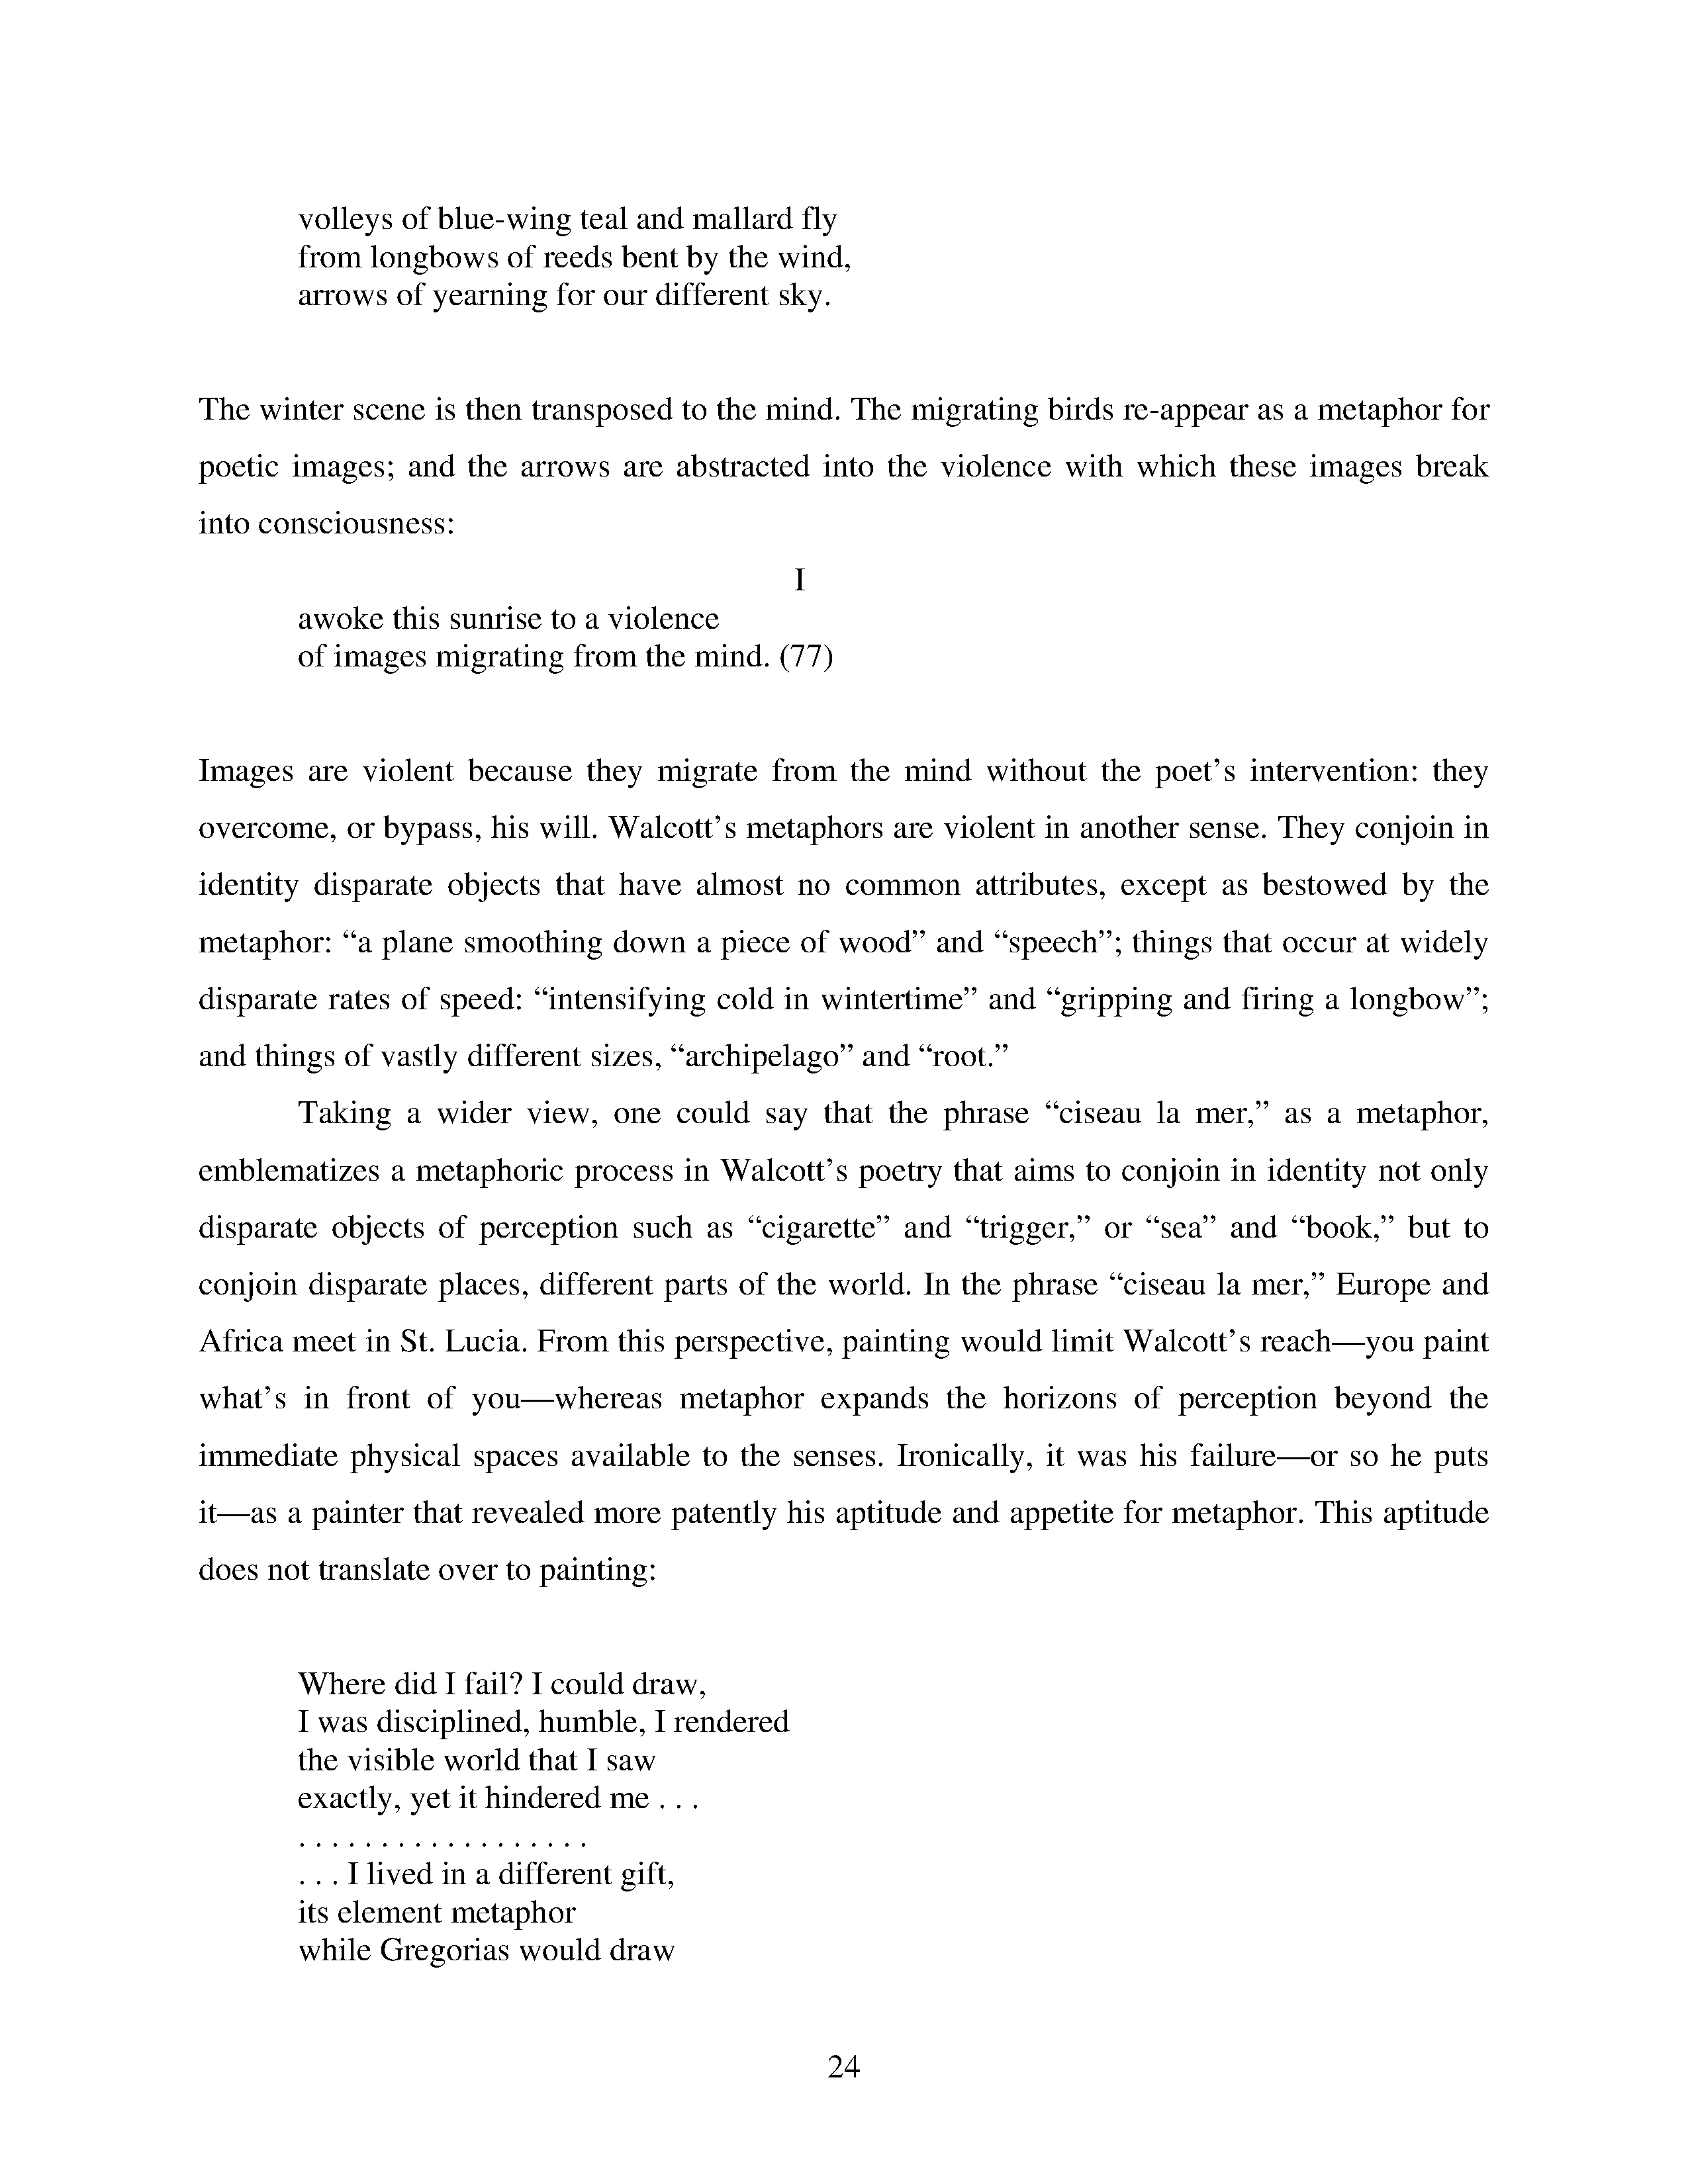 volleys of blue-wing teal and mallard fly
from longbows of reeds bent by the wind,
arrows of yearning for our different sky.
The winter scene is then transposed to the mind. The migrating birds re-appear as a metaphor for
poetic images; and the arrows are abstracted into the violence with which these images break
into consciousness:
I
awoke this sunrise to a violence
of images migrating from the mind. (77)
Images are violent because they migrate from the mind without the poet’s intervention: they
overcome, or bypass, his will. Walcott’s metaphors are violent in another sense. They conjoin in
identity disparate objects that have almost no common attributes, except as bestowed by the
metaphor: “a plane smoothing down a piece of wood” and “speech”; things that occur at widely
disparate rates of speed: “intensifying cold in wintertime” and “gripping and firing a longbow”;
and things of vastly different sizes, “archipelago” and “root.”
Taking a wider view, one could say that the phrase “ciseau la mer,” as a metaphor,
emblematizes a metaphoric process in Walcott’s poetry that aims to conjoin in identity not only
disparate objects of perception such as “cigarette” and “trigger,” or “sea” and “book,” but to
conjoin disparate places, different parts of the world. In the phrase “ciseau la mer,” Europe and
Africa meet in St. Lucia. From this perspective, painting would limit Walcott’s reach—you paint
what’s in front of you—whereas metaphor expands the horizons of perception beyond the
immediate physical spaces available to the senses. Ironically, it was his failure—or so he puts
it—as a painter that revealed more patently his aptitude and appetite for metaphor. This aptitude
does not translate over to painting:
Where did I fail? I could draw,
I was disciplined, humble, I rendered
the visible world that I saw
exactly, yet it hindered me . . .
. . . . . . . . . . . . . . . . . .
. . . I lived in a different gift,
its element metaphor
while Gregorias would draw
24